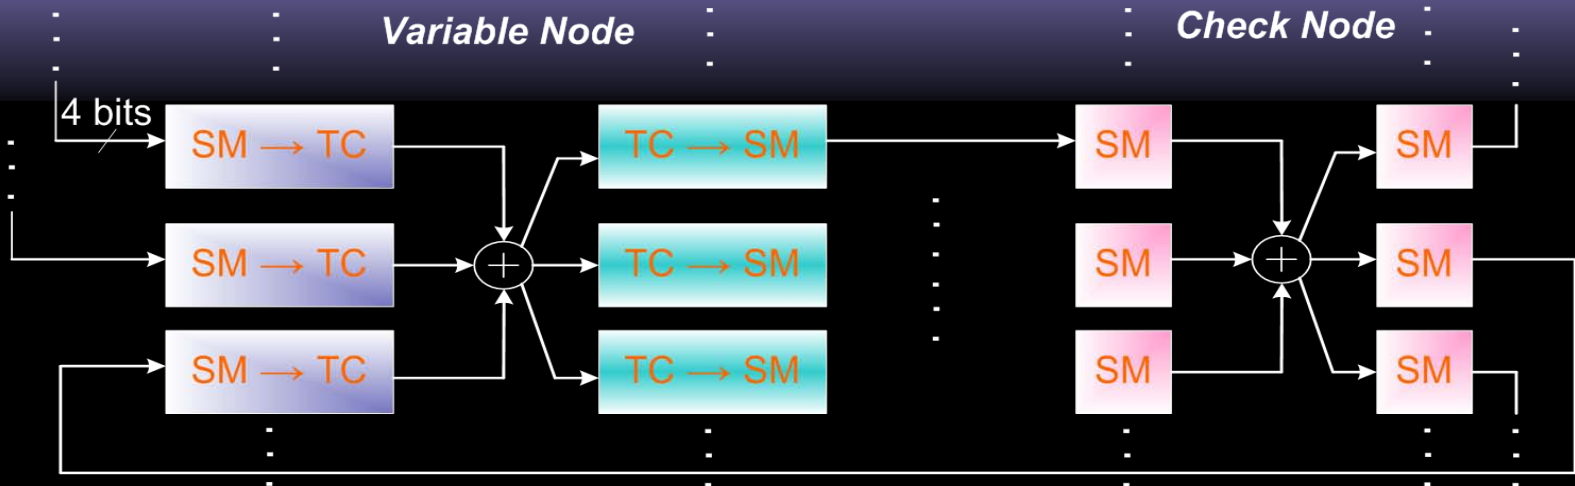 Variable Node
Check Node
4 bits
SM → TC
TC → SM
SM
SM
SM → TC
TC → SM
SM
SM
SM → TC
TC → SM
SM
SM